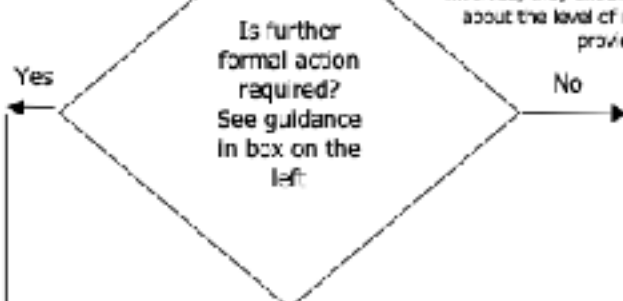 about the level of
Is further
formal action
required?
See guidance
in box on the
left
Yes
No